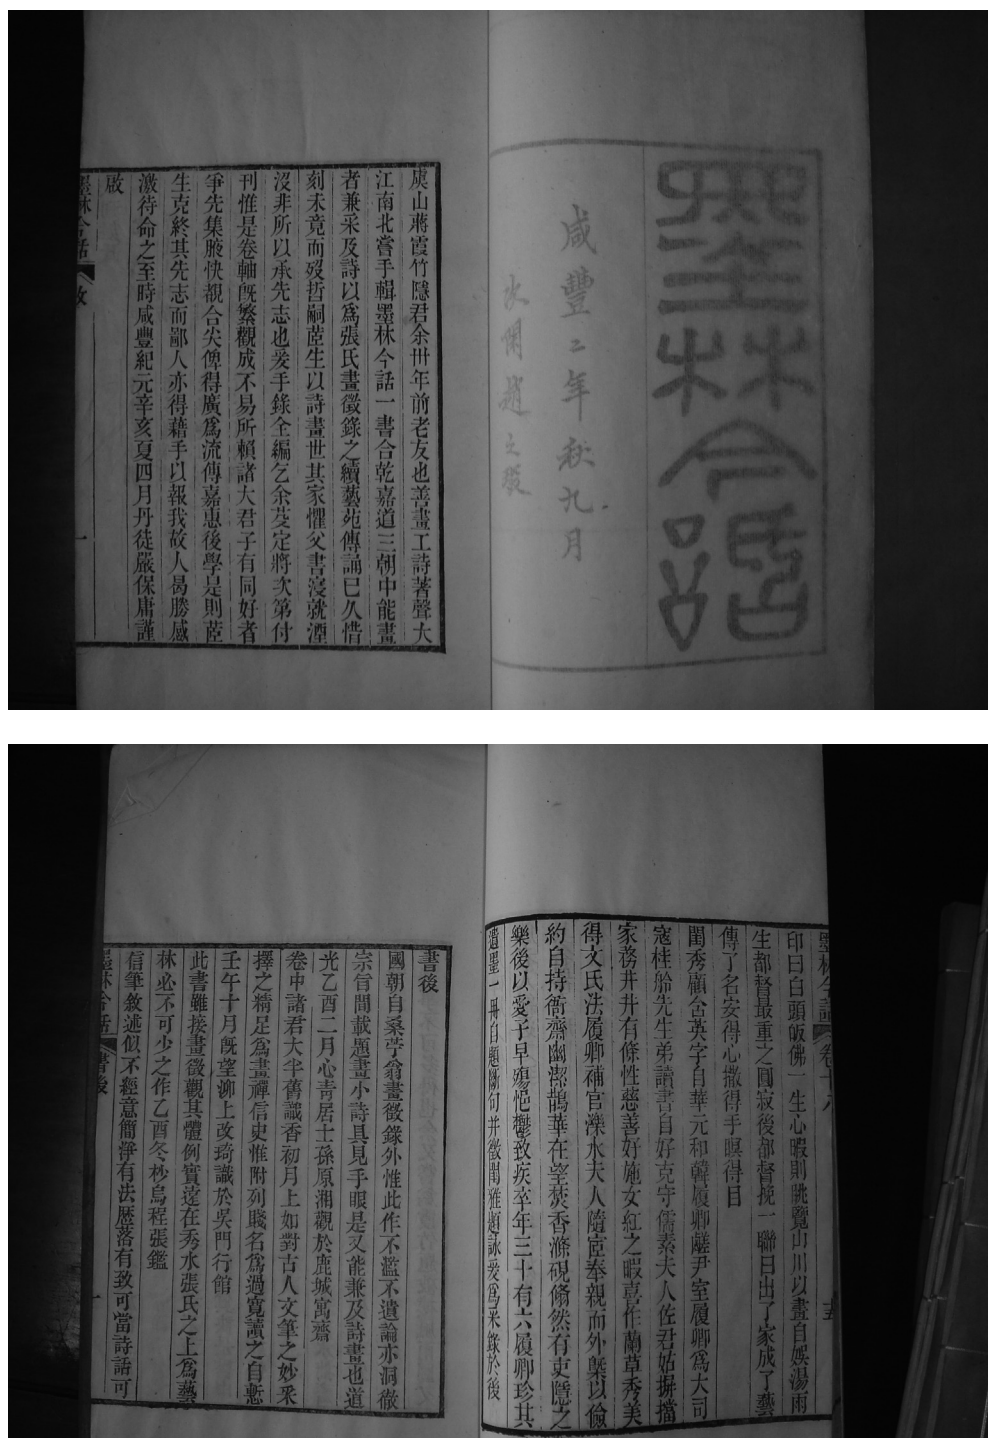 墨林今話
咸豐二年秋九月
虞山蔣霞竹隱君余卅年前老友也善畫工詩著聲大
江南北嘗手輯墨林今話一書合乾嘉道三朝中能畫
者兼采及詩以爲張氏畫徵錄之續藝苑傳誦已久惜
刻未竟而歿哲嗣茝生以詩畫世其家懼父書寖就湮
沒非所以承先志也爰手錄全編乞余芟定將次第付
刊惟是卷軸旣繁觀成不易所賴諸大君子有同好者
爭先集腋快覩合尖俾得廣爲流傳嘉惠後學是則茝
生克終其先志而鄙人亦得藉手以報我故人曷勝感
激待命之至時咸豐紀元辛亥夏四月丹徒嚴保庸謹
啟
墨林今話
啟
一
墨林今話
卷十八
印曰白頭皈佛一生心暇則眺覽山川以畫自娛湯雨
生都督最重之圓寂後都督挽一聯曰出了家成了藝
傳了名安得心撒得手瞑得目
閨秀顧
英字自華元和韓履卿
尹室履卿爲大司
寇桂舲先生弟讀書自好克守儒素夫人佐君姑摒擋
家務井井有條性慈善好施女紅之暇喜作蘭草秀美
得文氏法履卿補官濼水夫人隨宦奉親而外槩以儉
約自持衙齋幽潔鵲華在望焚香滌硯翛然有吏隱之
樂後以愛子早殤悒鬱致疾卒年三十有六履卿珍其
遺墨一冊自題斷句并徵閨雅題詠爰爲采錄於後
書後
國朝自桑苧翁畫徵錄外惟此作不濫不遺論亦洞徹
宗旨間載題畫小詩具見手眼是又能兼及詩畫也道
光乙酉二月心青居士孫原湘觀於鹿城寓齋
卷中諸君大半舊識香初月上如對古人文筆之妙釆
擇之精足爲畫禪信史惟附列賤名爲過寬讀之自慙
壬午十月旣望泖上改琦識於吳門行館
此書雖接畫徵觀其體例實遠在秀水張氏之上爲藝
林必不可少之作乙酉冬杪烏程張鑑
信筆敘述似不經意簡淨有法歷落有致可當詩話可
墨林今話
書後
一